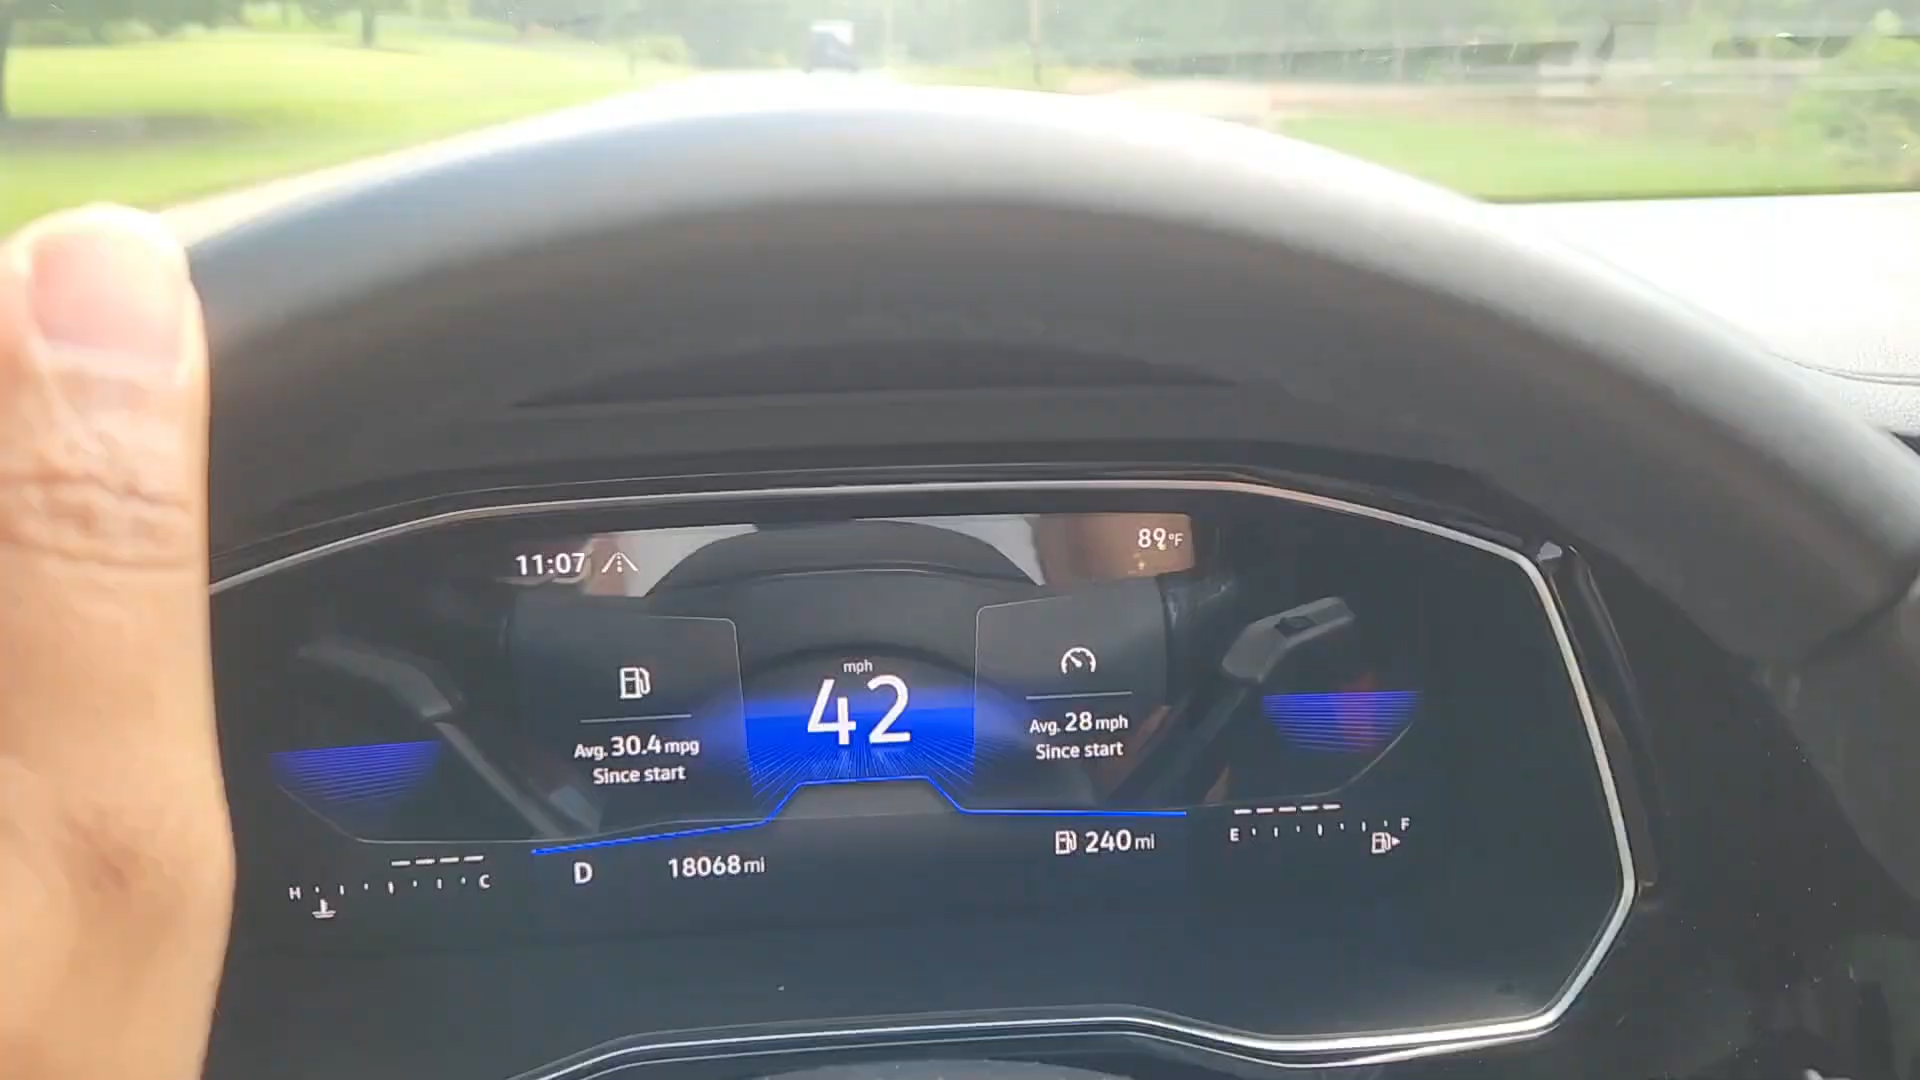 11:07
89°F
mph
42
Avg. 30.4 mpg
Since start
Avg. 28 mph
Since start
H C
D
18068 mi
240 mi
E F